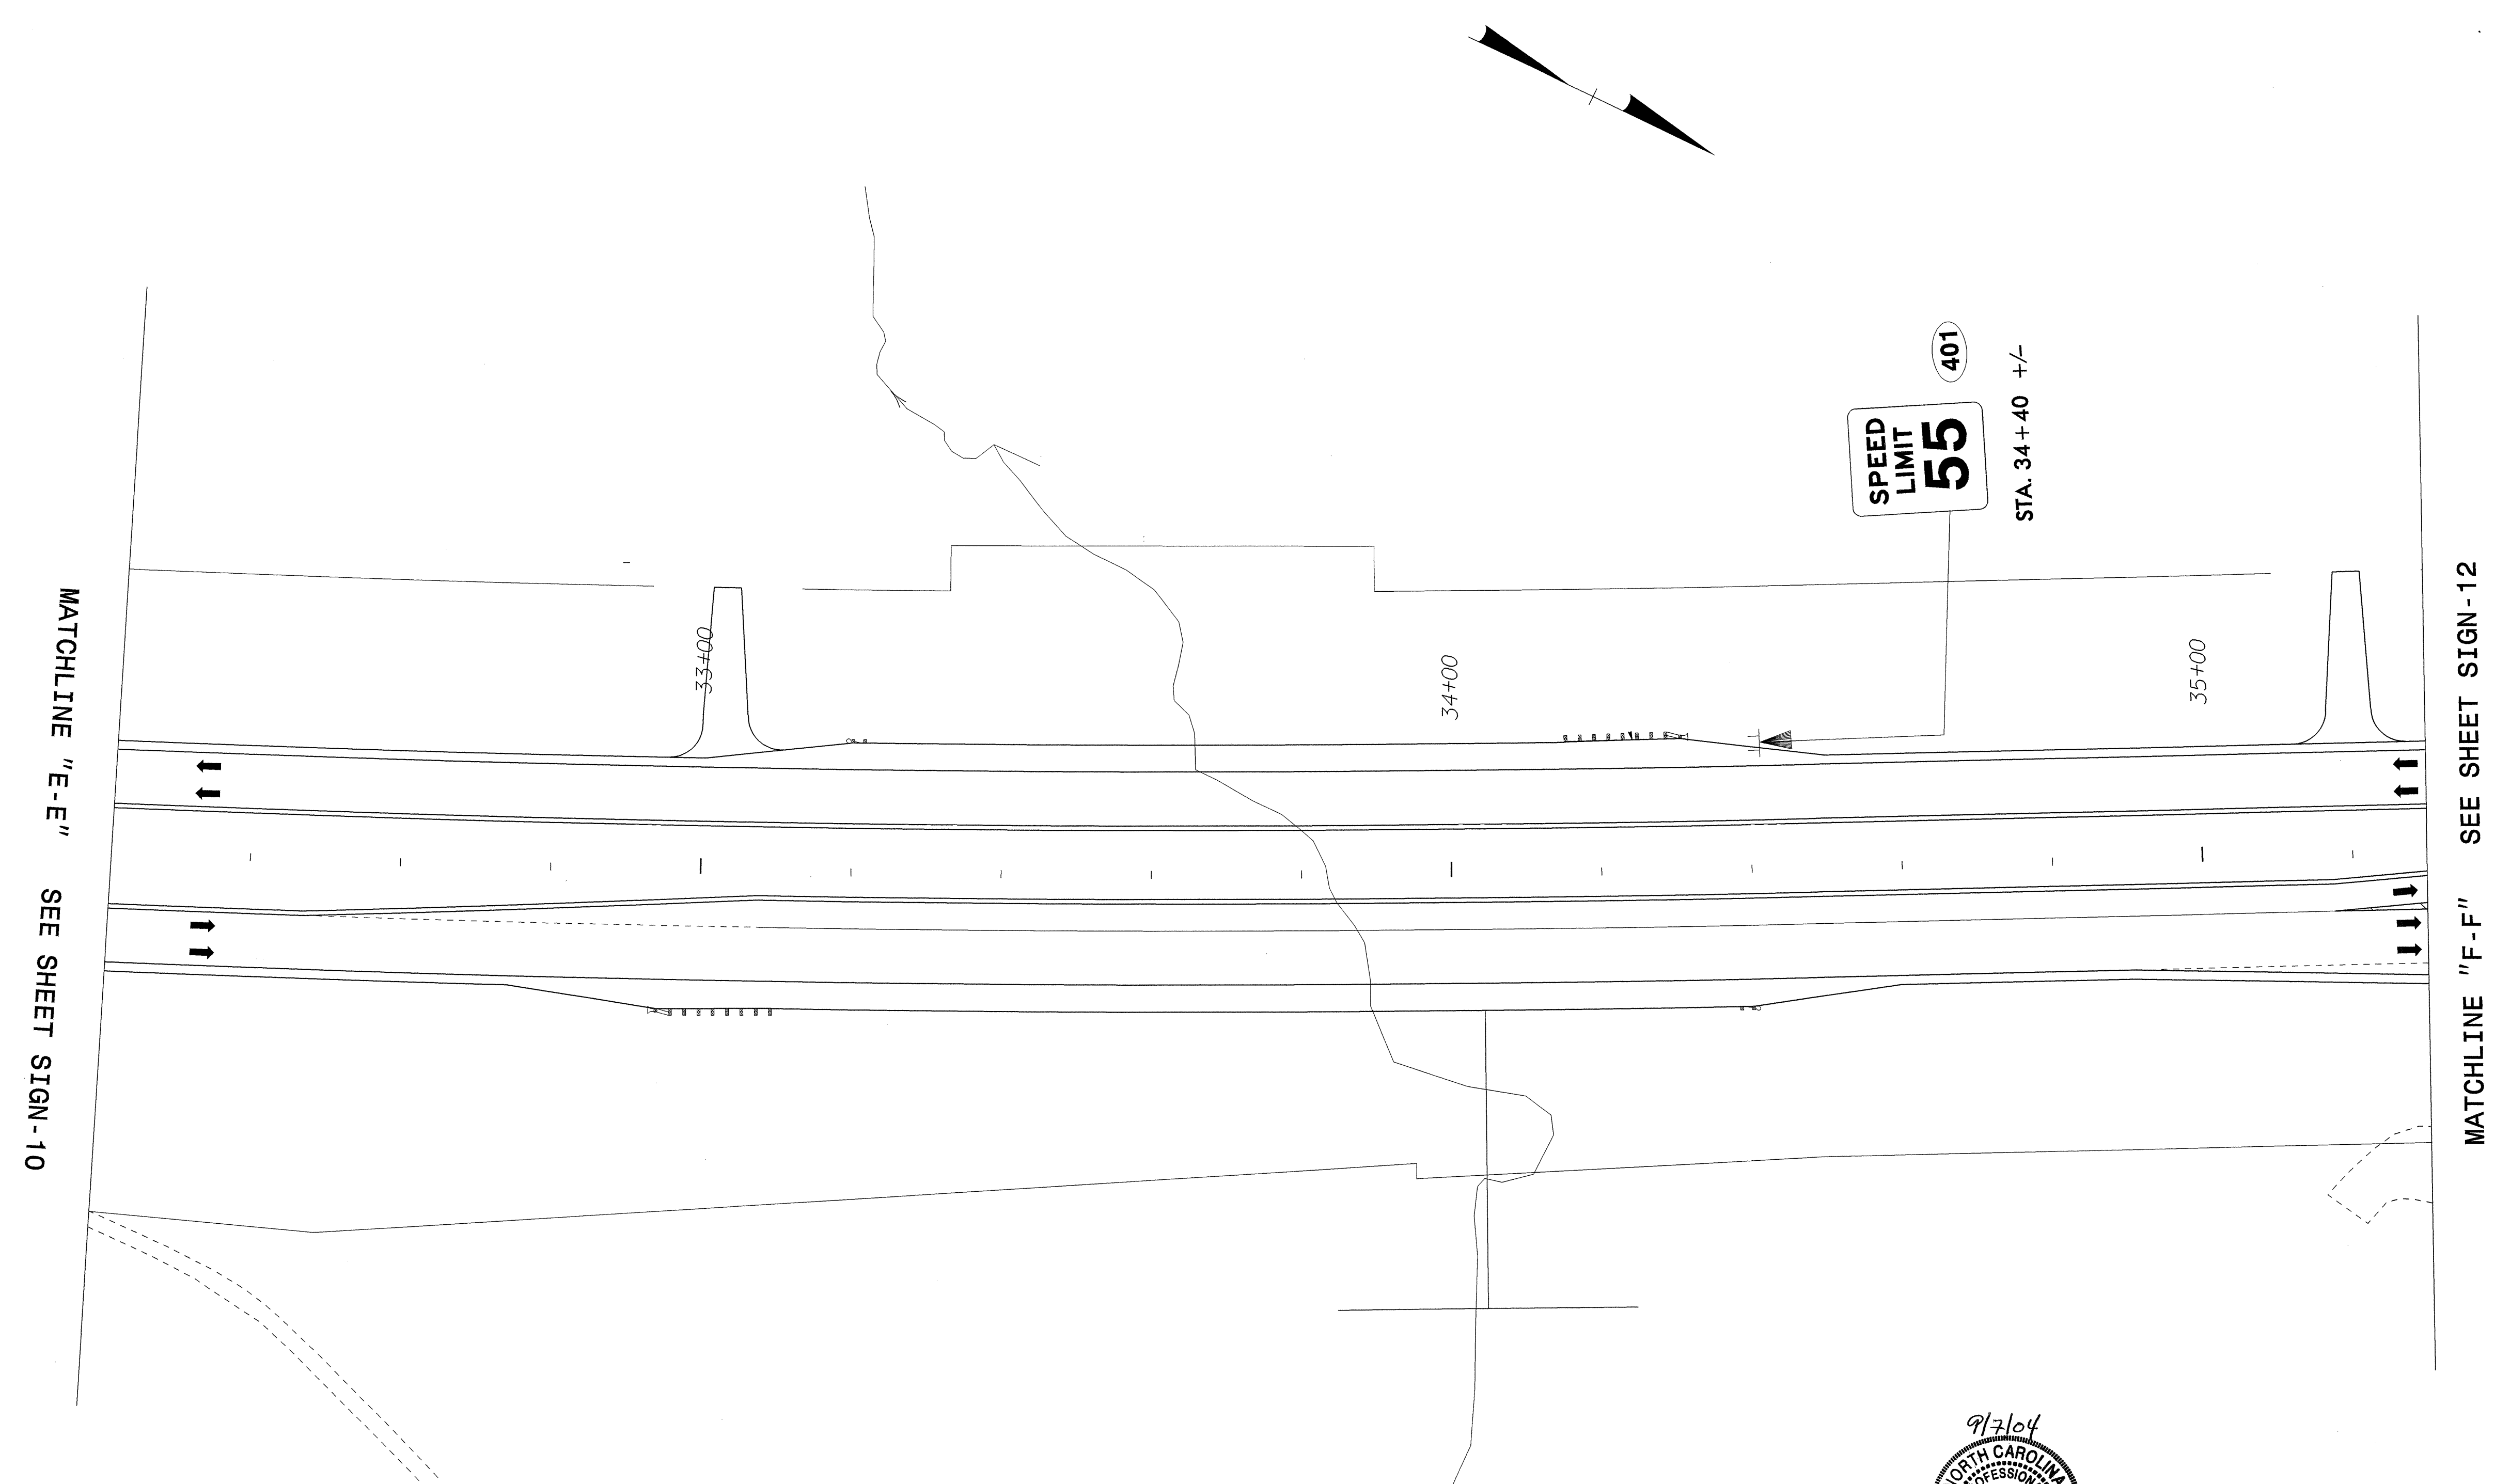 401
SPEED
LIMIT
55
STA. 34+40 +/-
33+00
34+00
35+00
MATCHLINE "E-E" SEE SHEET SIGN-10
MATCHLINE "F-F" SEE SHEET SIGN-12
9/7/04
NORTH CAROLINA